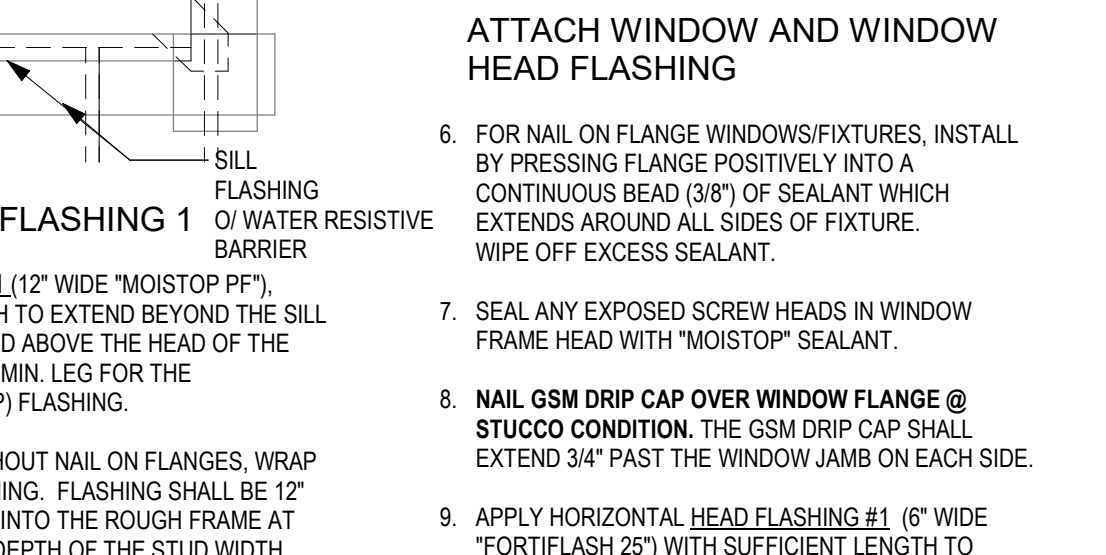 SILL
FLASHING
O/ WATER RESISTIVE
BARRIER
FLASHING 1
(12" WIDE "MOISTOP PF"),
TO EXTEND BEYOND THE SILL
ABOVE THE HEAD OF THE
MIN. LEG FOR THE
FLASHING.
NAIL ON FLANGES, WRAP
FLASHING SHALL BE 12"
INTO THE ROUGH FRAME AT
DEPTH OF THE STUD WIDTH
ATTACH WINDOW AND WINDOW
HEAD FLASHING
6. FOR NAIL ON FLANGE WINDOWS/FIXTURES, INSTALL
BY PRESSING FLANGE POSITIVELY INTO A
CONTINUOUS BEAD (3/8") OF SEALANT WHICH
EXTENDS AROUND ALL SIDES OF FIXTURE.
WIPE OFF EXCESS SEALANT.
7. SEAL ANY EXPOSED SCREW HEADS IN WINDOW
FRAME HEAD WITH "MOISTOP" SEALANT.
8. NAIL GSM DRIP CAP OVER WINDOW FLANGE @
STUCCO CONDITION. THE GSM DRIP CAP SHALL
EXTEND 3/4" PAST THE WINDOW JAMB ON EACH SIDE.
9. APPLY HORIZONTAL HEAD FLASHING #1 (6" WIDE
"FORTIFLASH 25") WITH SUFFICIENT LENGTH TO